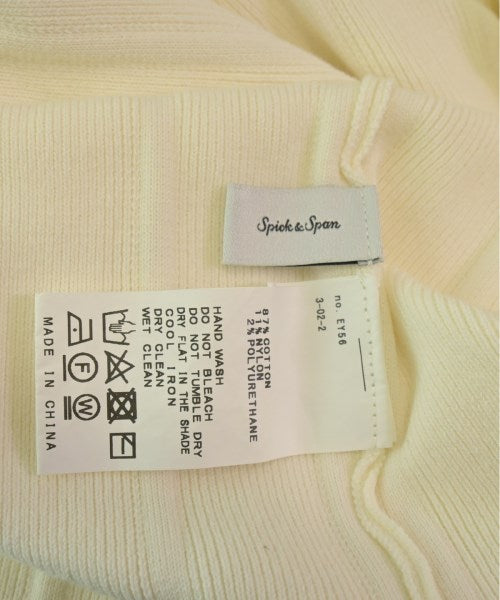 Spick & Span
no. EY56
3-02-2
87% COTTON
11% NYLON
2% POLYURETHANE
HAND WASH
DO NOT BLEACH
DO NOT TUMBLE DRY
DRY FLAT IN THE SHADE
COOL IRON
DRY CLEAN
WET CLEAN
F
W
MADE IN CHINA